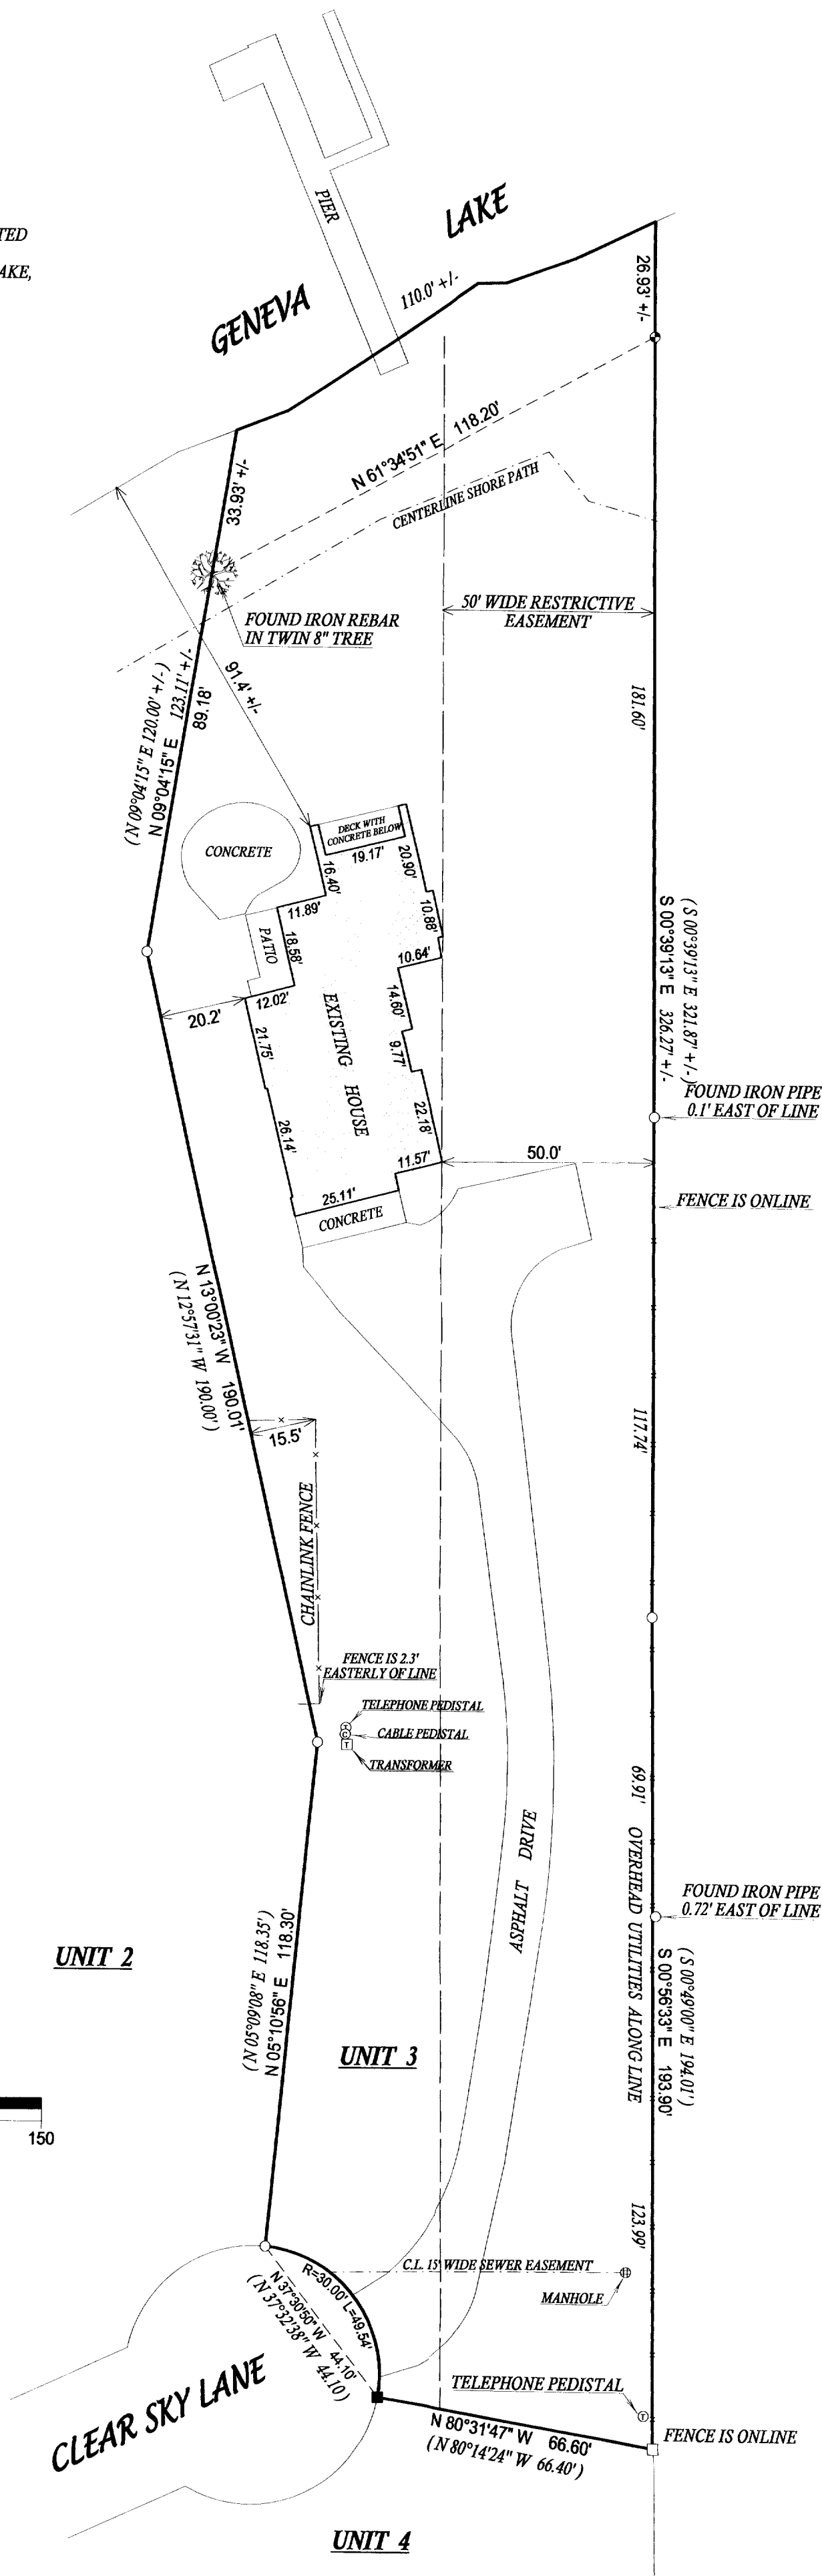 TED
AKE,
PIER
GENEVA LAKE
110.0' +/-
26.93' +/-
N 61°34'51" E 118.20'
CENTERLINE SHORE PATH
33.93' +/-
FOUND IRON REBAR
IN TWIN 8" TREE
50' WIDE RESTRICTIVE
EASEMENT
91.4' +/-
181.60'
(N 09°04'15" E 120.00' +/-)
N 09°04'15" E 123.11' +/-
89.18'
CONCRETE
DECK WITH
CONCRETE BELOW
19.17'
20.90'
16.40'
11.89'
10.88'
18.58'
PATIO
10.64'
12.02'
14.60'
20.2'
EXISTING HOUSE
21.75'
9.77'
22.18'
26.14'
11.57'
25.11'
CONCRETE
50.0'
(S 00°39'13" E 321.87' +/-)
S 00°39'13" E 326.27' +/-
FOUND IRON PIPE
0.1' EAST OF LINE
FENCE IS ONLINE
N 13°00'23" W 190.01'
(N 12°57'31" W 190.00')
15.5'
117.74'
CHAINLINK FENCE
FENCE IS 2.3'
EASTERLY OF LINE
TELEPHONE PEDISTAL
T
C
CABLE PEDISTAL
T
TRANSFORMER
69.91'
OVERHEAD UTILITIES ALONG LINE
ASPHALT DRIVE
FOUND IRON PIPE
0.72' EAST OF LINE
(S 00°49'00" E 194.01')
S 00°56'33" E 193.90'
(N 05°09'08" E 118.35')
N 05°10'56" E 118.30'
UNIT 2
UNIT 3
150
123.99'
C.L. 15' WIDE SEWER EASEMENT
MANHOLE
R=30.00' L=49.54'
N 37°30'50" W 44.10'
(N 37°32'38" W 44.10)
CLEAR SKY LANE
TELEPHONE PEDISTAL
T
FENCE IS ONLINE
N 80°31'47" W 66.60'
(N 80°14'24" W 66.40')
UNIT 4